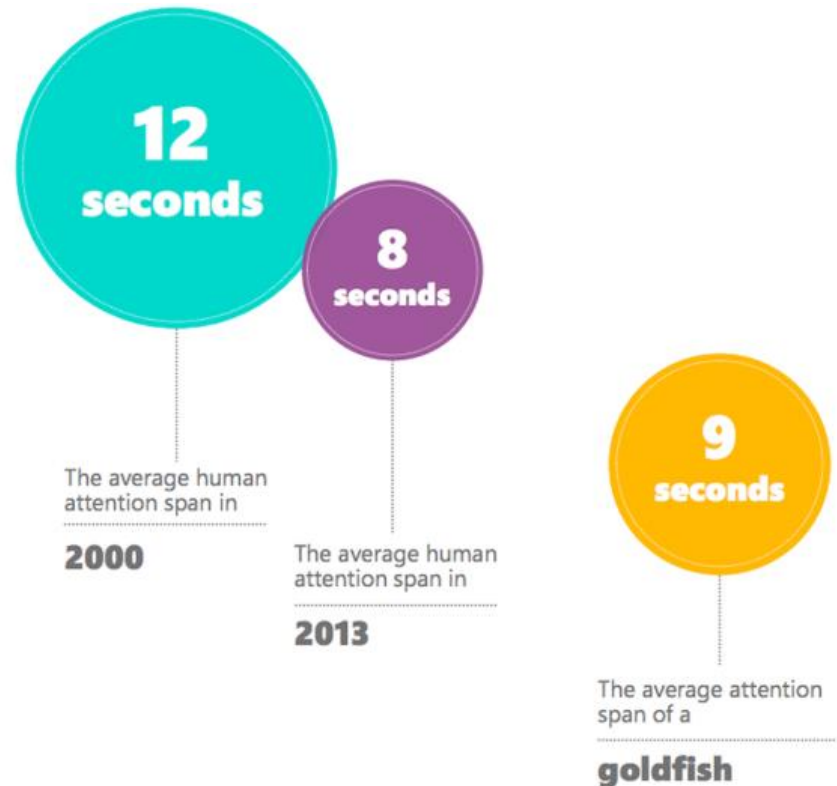 12
seconds
The average human
attention span in
2000
8
seconds
The average human
attention span in
2013
9
seconds
The average attention
span of a
goldfish